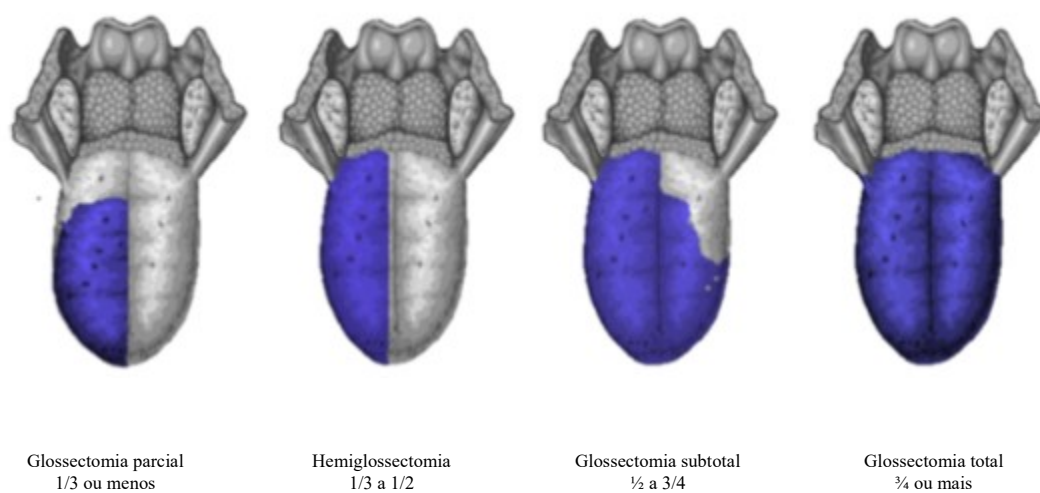 Glossectomia parcial
1/3 ou menos
Hemiglossectomia
1/3 a 1/2
Glossectomia subtotal
½ a 3/4
Glossectomia total
¾ ou mais